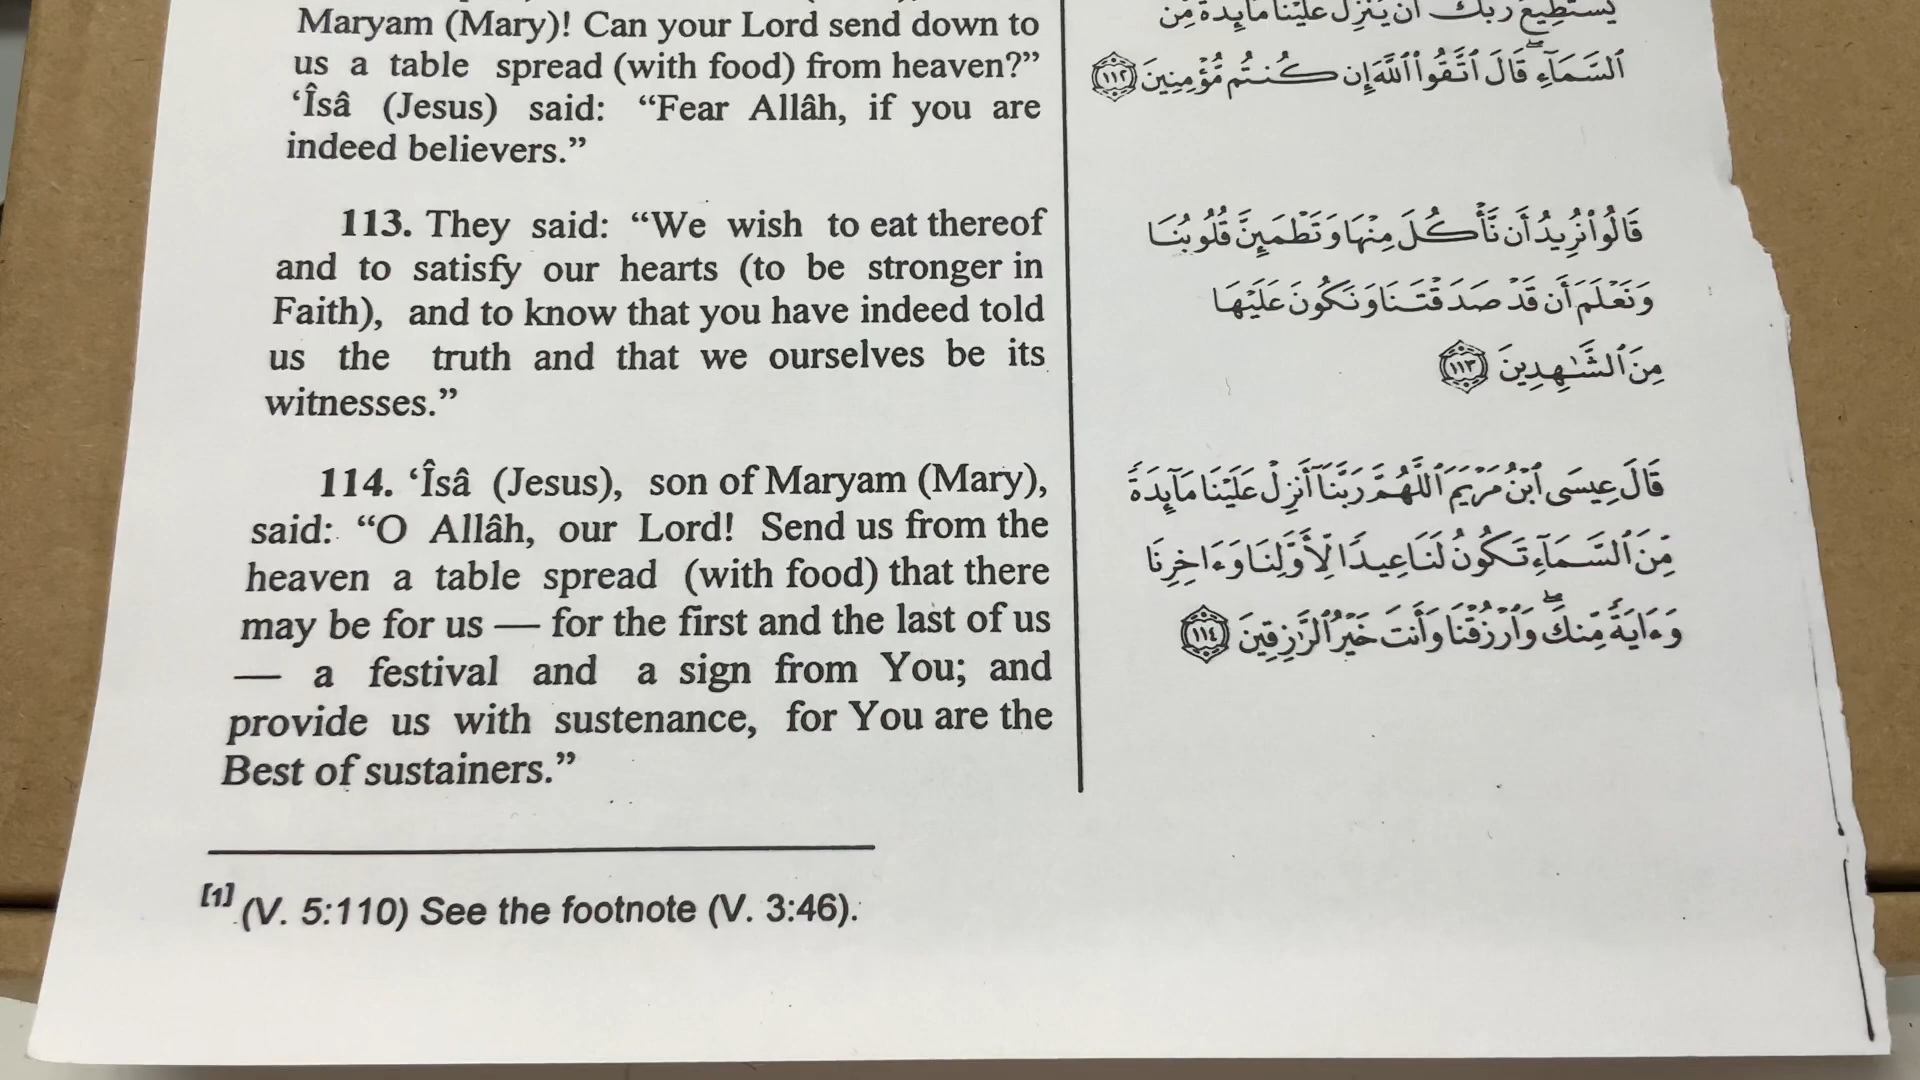 Maryam (Mary)! Can your Lord send down to
us a table spread (with food) from heaven?”
‘Îsâ (Jesus) said: “Fear Allâh, if you are
indeed believers.”
113. They said: “We wish to eat thereof
and to satisfy our hearts (to be stronger in
Faith), and to know that you have indeed told
us the truth and that we ourselves be its
witnesses.”
114. ‘Îsâ (Jesus), son of Maryam (Mary),
said: “O Allâh, our Lord! Send us from the
heaven a table spread (with food) that there
may be for us — for the first and the last of us
— a festival and a sign from You; and
provide us with sustenance, for You are the
Best of sustainers.”
يَسْتَطِيعُ رَبُّكَ أَن يُنَزِّلَ عَلَيْنَا مَآئِدَةً مِّنَ
ٱلسَّمَآءِۖ قَالَ ٱتَّقُوا۟ ٱللَّهَ إِن كُنتُم مُّؤْمِنِينَ ١١٢
قَالُوا۟ نُرِيدُ أَن نَّأْكُلَ مِنْهَا وَتَطْمَئِنَّ قُلُوبُنَا
وَنَعْلَمَ أَن قَدْ صَدَقْتَنَا وَنَكُونَ عَلَيْهَا
مِنَ ٱلشَّٰهِدِينَ ١١٣
قَالَ عِيسَى ٱبْنُ مَرْيَمَ ٱللَّهُمَّ رَبَّنَآ أَنزِلْ عَلَيْنَا مَآئِدَةً
مِّنَ ٱلسَّمَآءِ تَكُونُ لَنَا عِيدًا لِّأَوَّلِنَا وَءَاخِرِنَا
وَءَايَةً مِّنكَۖ وَٱرْزُقْنَا وَأَنتَ خَيْرُ ٱلرَّٰزِقِينَ ١١٤
[1] (V. 5:110) See the footnote (V. 3:46).